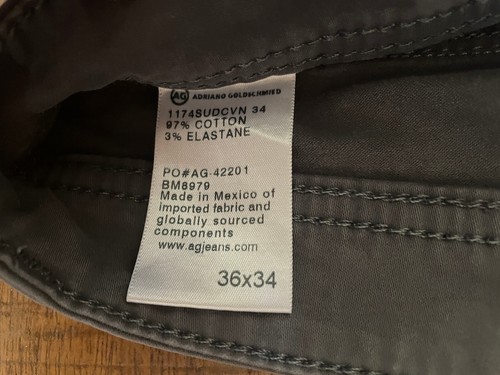 AG ADRIANO GOLDSCHMIED
1174SUDCVN 34
97% COTTON
3% ELASTANE
PO#AG-42201
BM8979
Made in Mexico of
imported fabric and
globally sourced
components
www.agjeans.com
36x34